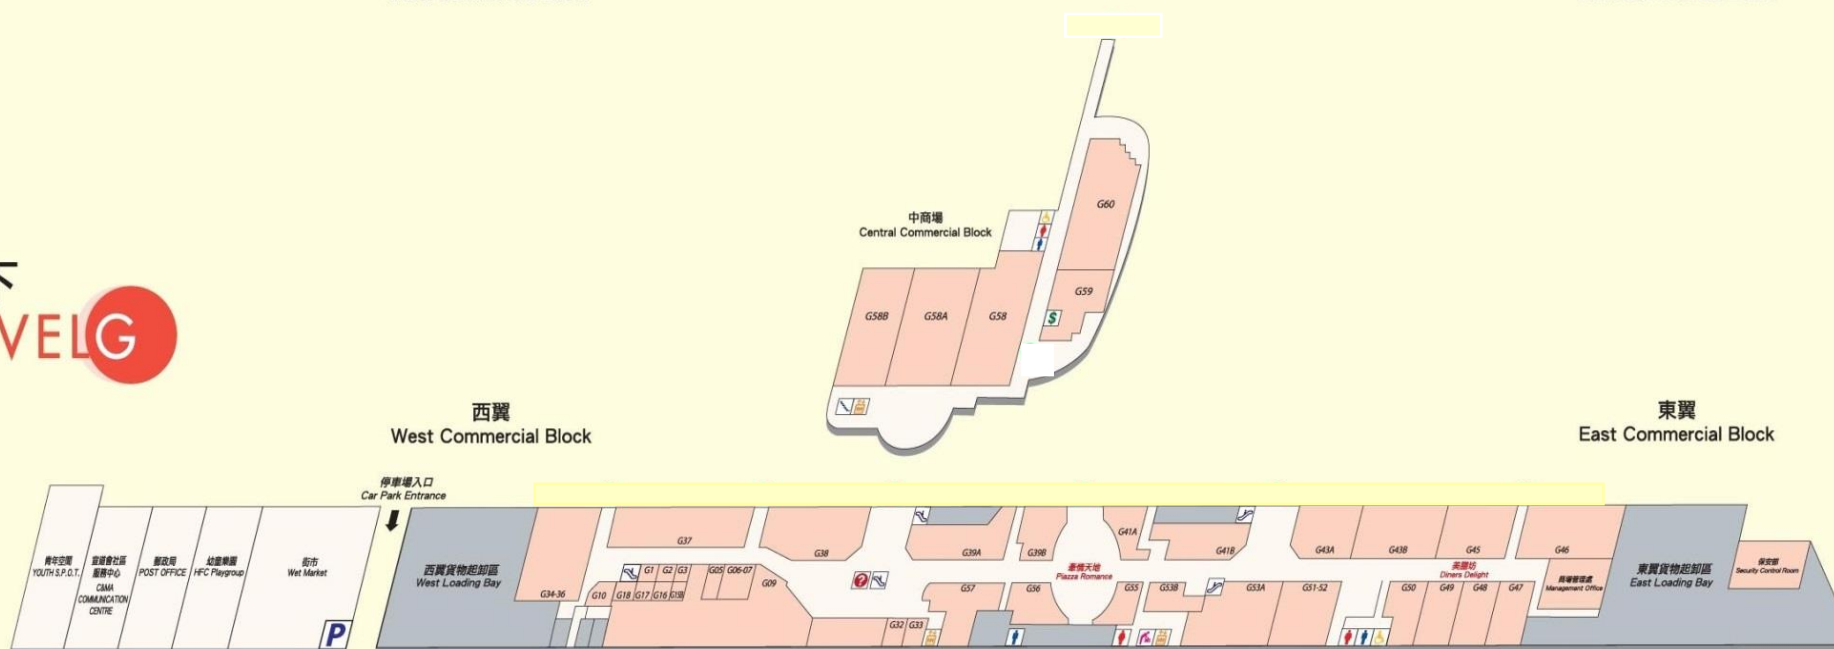 中商場
Central Commercial Block
G60
G59
$
G58B
G58A
G58
VEL G
西翼
West Commercial Block
東翼
East Commercial Block
停車場入口
Car Park Entrance
青年空間
YOUTH S.P.O.T.
宣道會社區
服務中心
C&MA
COMMUNICATION
CENTRE
郵政局
POST OFFICE
幼童樂園
HFC Playgroup
街市
Wet Market
P
西翼貨物起卸區
West Loading Bay
G34-36
G37
G38
G39A
G39B
G41A
G41B
G43A
G43B
G45
G46
G1
G2
G3
G05
G06-07
G09
G10
G18
G17
G16
?
豪情天地
Piazza Romance
G57
G56
G55
G53B
G53A
G51-52
美膳坊
Diners Delight
G50
G49
G48
G47
G32
G33
商場管理處
Management Office
東翼貨物起卸區
East Loading Bay
保安部
Security Control Room